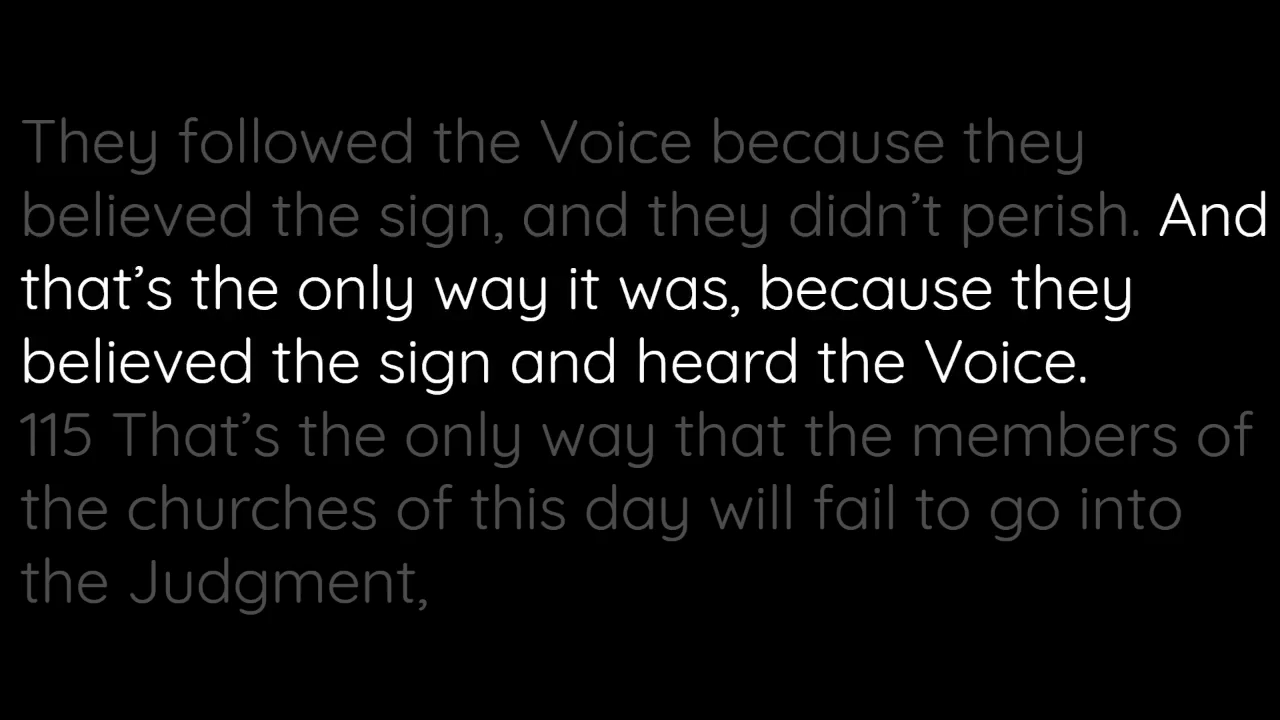 They followed the Voice because they
believed the sign, and they didn’t perish. And
that’s the only way it was, because they
believed the sign and heard the Voice.
115 That’s the only way that the members of
the churches of this day will fail to go into
the Judgment,